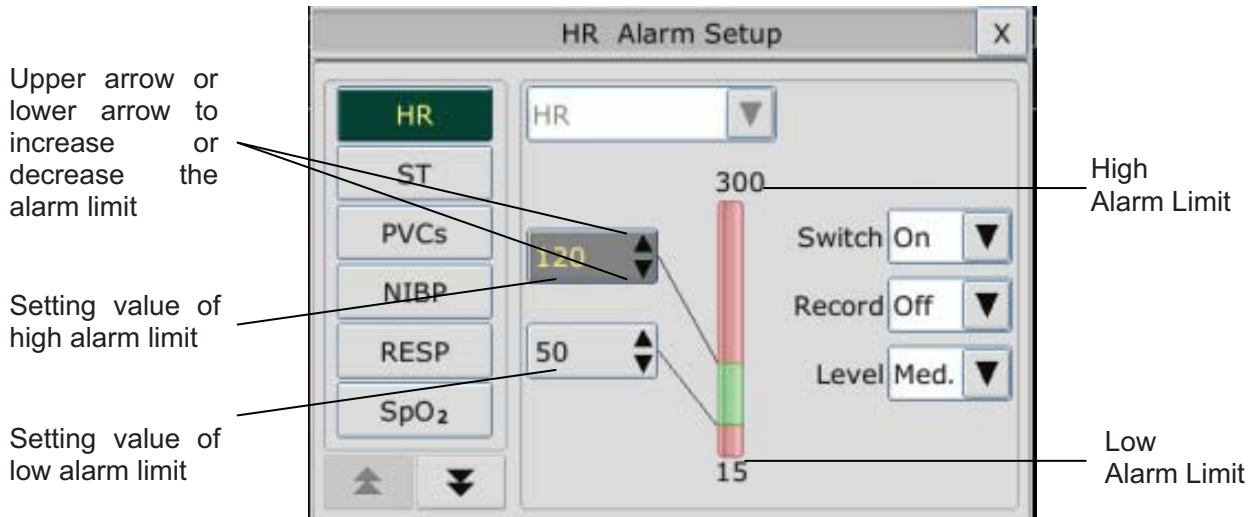 HR Alarm Setup
X
Upper arrow or
lower arrow to
increase or
decrease the
alarm limit
Setting value of
high alarm limit
Setting value of
low alarm limit
HR
ST
PVCs
NIBP
RESP
SpO₂
HR
300
120
50
15
Switch On
Record Off
Level Med.
High
Alarm Limit
Low
Alarm Limit